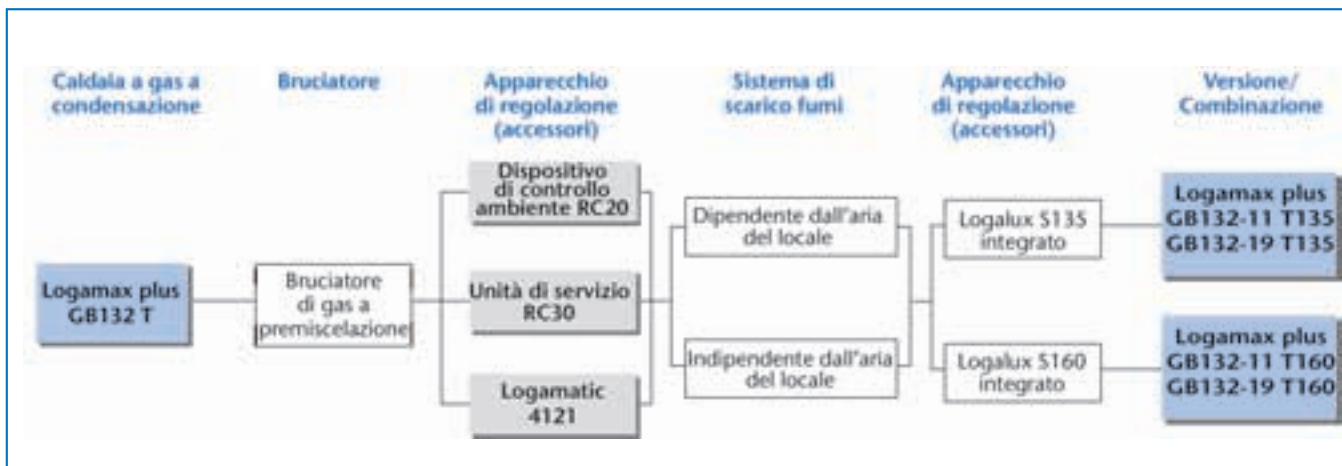 Caldaia a gas a
condensazione
Bruciatore
Apparecchio
di regolazione
(accessori)
Sistema di
scarico fumi
Apparecchio
di regolazione
(accessori)
Versione/
Combinazione
Logamax plus
GB132 T
Bruciatore
di gas a
premiscelazione
Dispositivo
di controllo
ambiente RC20
Unità di servizio
RC30
Logamatic
4121
Dipendente dall'aria
del locale
Indipendente dall'aria
del locale
Logalux S135
integrato
Logalux S160
integrato
Logamax plus
GB132-11 T135
GB132-19 T135
Logamax plus
GB132-11 T160
GB132-19 T160